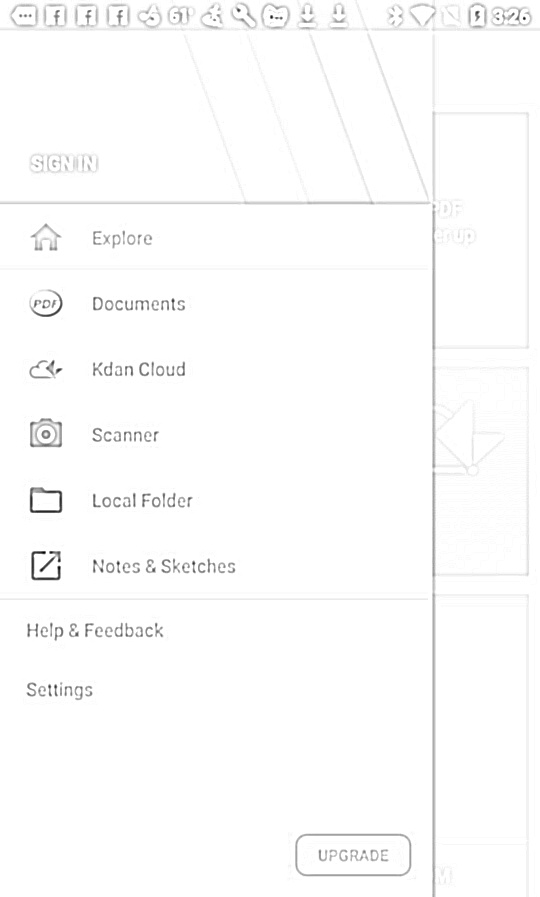 61° 3:26
SIGN IN
PDF
er up
Explore
PDF Documents
Kdan Cloud
Scanner
Local Folder
Notes & Sketches
Help & Feedback
Settings
UPGRADE
M